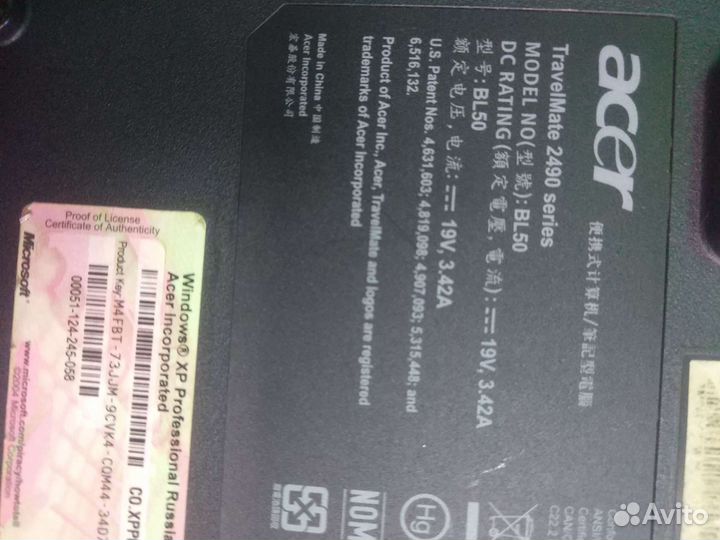 acer 便携式计算机/筆記型電腦
TravelMate 2490 series
MODEL NO(型號):BL50
DC RATING(額定電壓,電流): 19V, 3.42A
型号:BL50
额定电压,电流: 19V, 3.42A
U.S. Patent Nos. 4,631,603; 4,819,098; 4,907,093; 5,315,448; and
6,516,132.
Product of Acer Inc., Acer, TravelMate and logos are registered
trademarks of Acer Incorporated
Made in China 中国制造
Acer Incorporated
宏碁股份有限公司
NOM
Hg
ANSI
C22.2
Proof of License
Certificate of Authenticity
Microsoft
Windows® XP Professional Russia
Acer Incorporated
Product Key: M4FBT-73JJM-9CVK4-CQM44-
00051-124-245-058
www.microsoft.com/piracy/howtotell
©2004 Microsoft Corporation
Avito